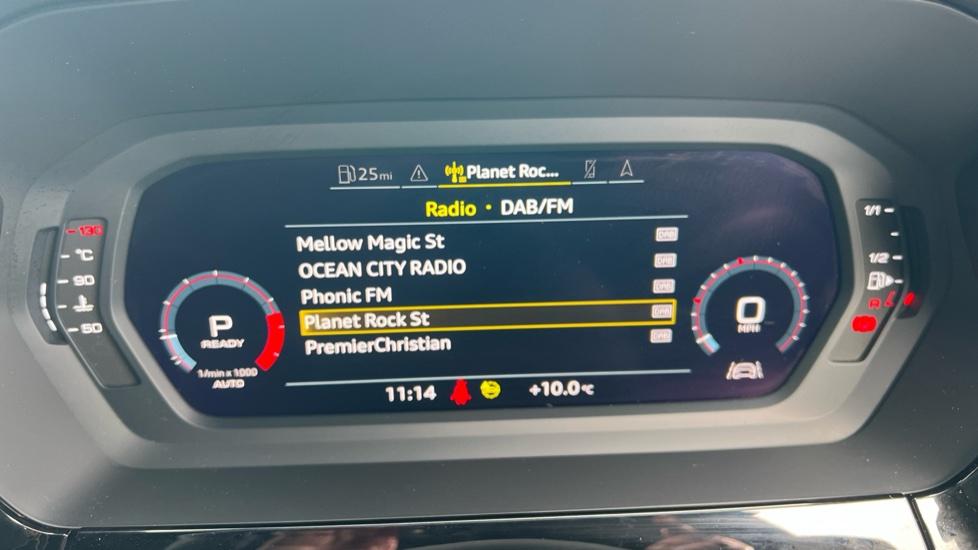 25mi
Planet Roc...
Radio • DAB/FM
Mellow Magic St DAB
OCEAN CITY RADIO DAB
Phonic FM DAB
Planet Rock St DAB
PremierChristian DAB
11:14 +10.0°C
130
°C
90
50
P
READY
1/min x 1000
AUTO
0
MPH
1/1
1/2
R